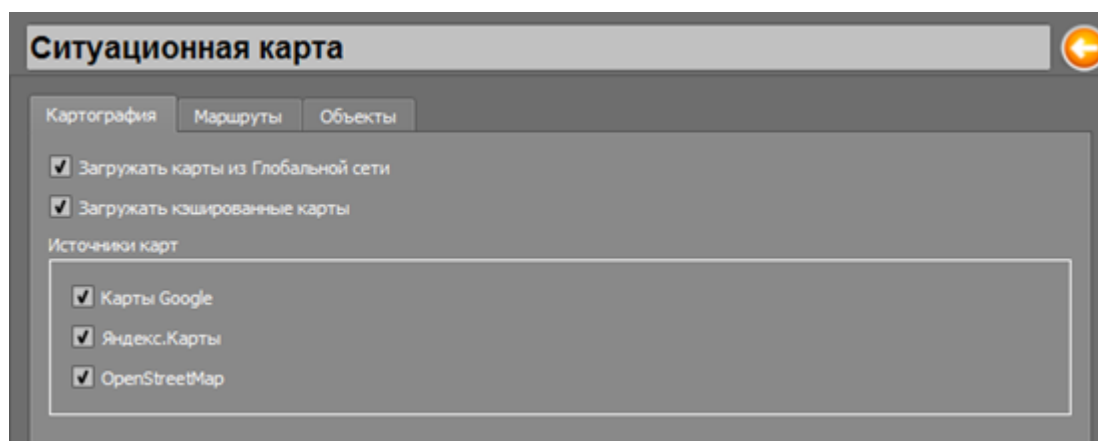 Ситуационная карта
Картография Маршруты Объекты
Загружать карты из Глобальной сети
Загружать кэшированные карты
Источники карт
Карты Google
Яндекс.Карты
OpenStreetMap